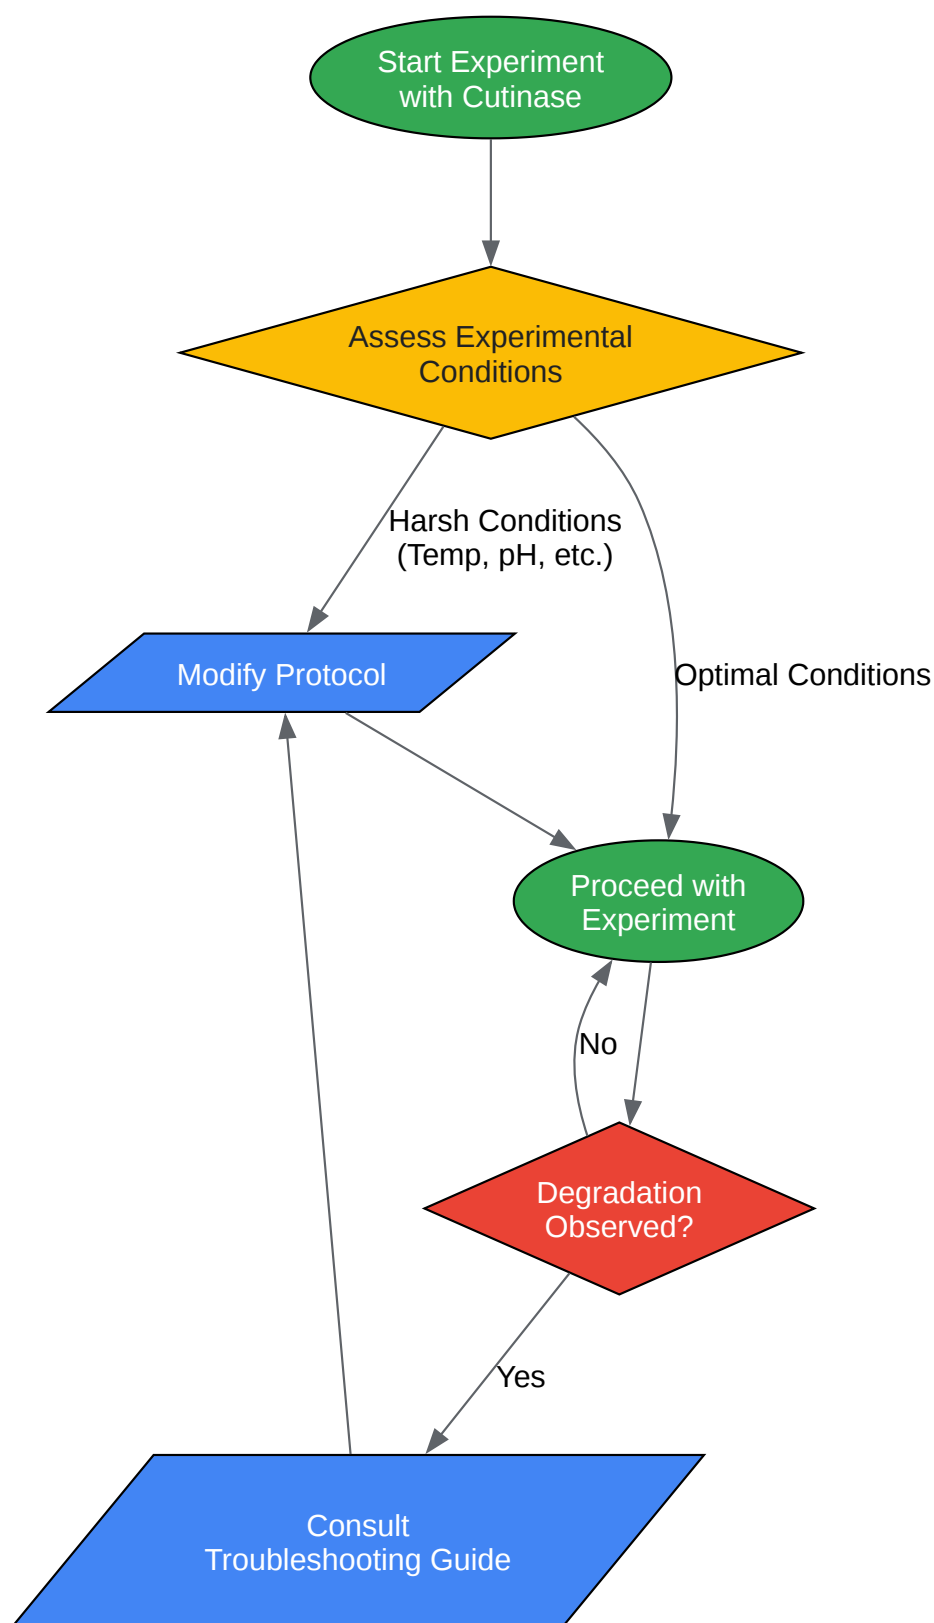 Start Experiment
with Cutinase
Assess Experimental
Conditions
Harsh Conditions
(Temp, pH, etc.)
Modify Protocol
Optimal Conditions
Proceed with
Experiment
No
Degradation
Observed?
Yes
Consult
Troubleshooting Guide